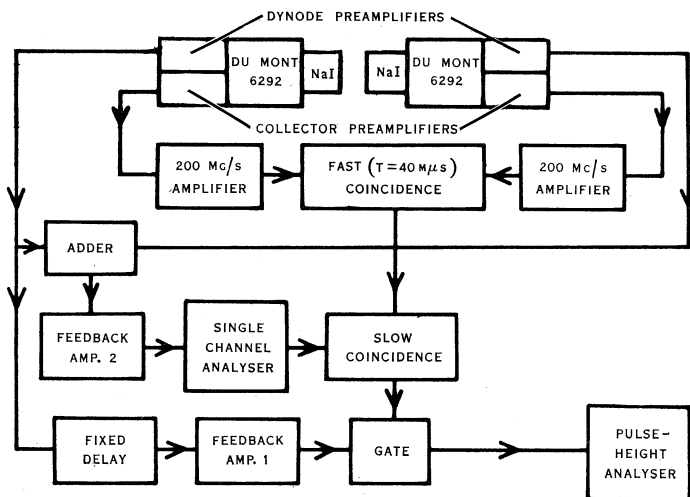 DYNODE PREAMPLIFIERS
DU MONT
6292
NaI
NaI
DU MONT
6292
COLLECTOR PREAMPLIFIERS
200 Mc/s
AMPLIFIER
FAST (T=40 mμs)
COINCIDENCE
200 Mc/s
AMPLIFIER
ADDER
FEEDBACK
AMP. 2
SINGLE
CHANNEL
ANALYSER
SLOW
COINCIDENCE
FIXED
DELAY
FEEDBACK
AMP. 1
GATE
PULSE-
HEIGHT
ANALYSER